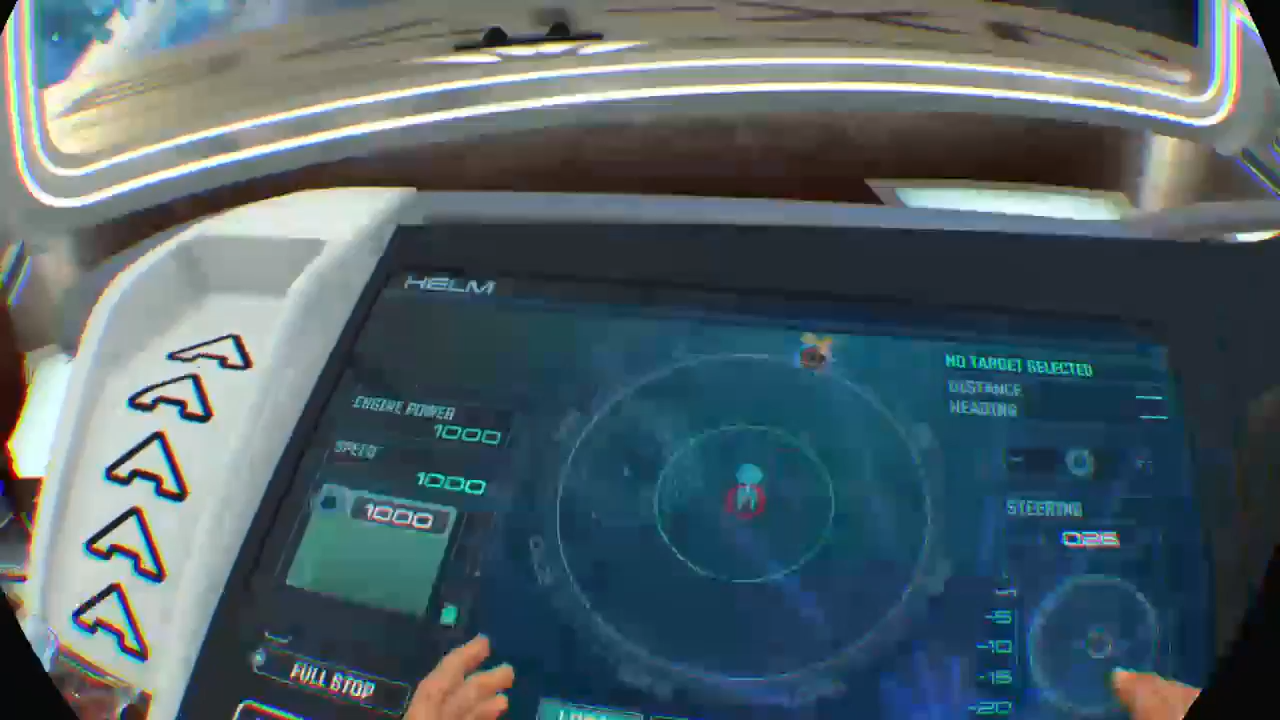 HELM
ENGINE POWER
1000
SPEED
1000
1000
FULL STOP
NO TARGET SELECTED
DISTANCE
HEADING
STEERING
026
-5
-10
-15
-20